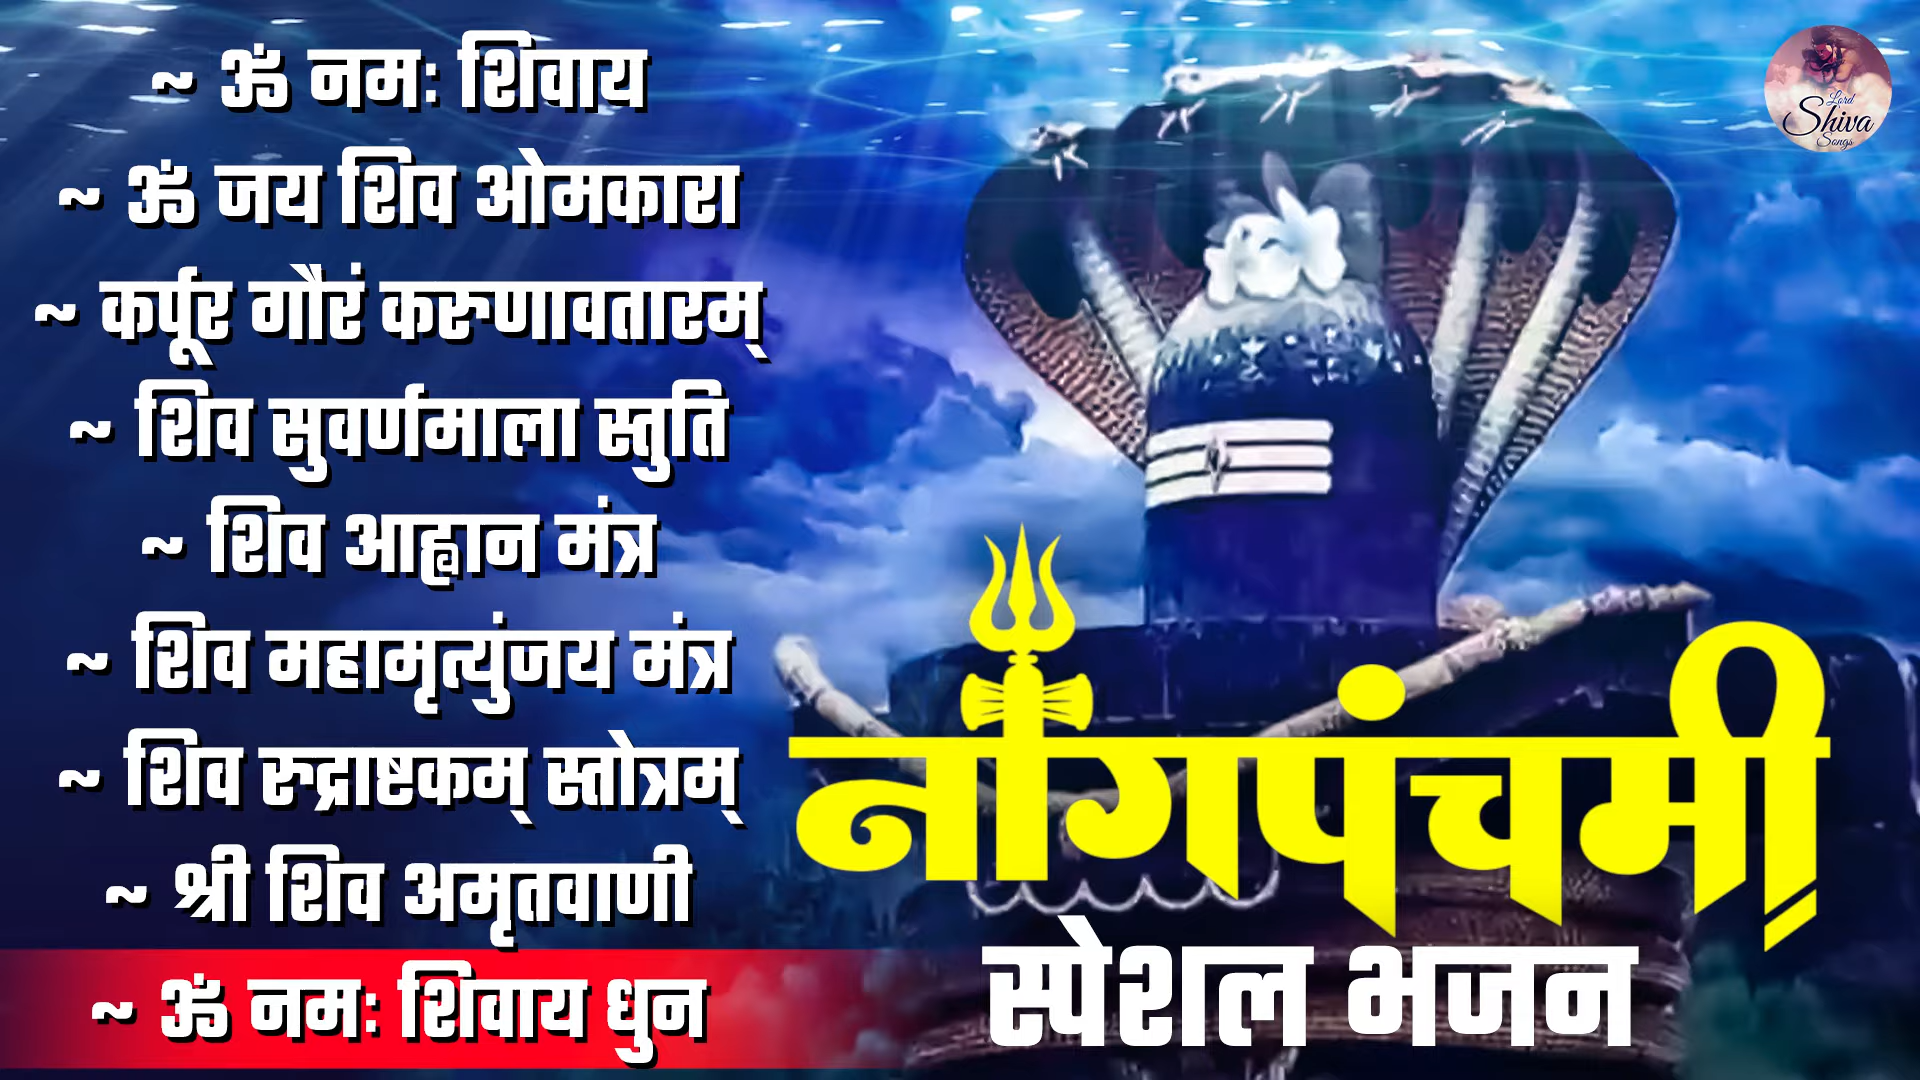 ~ ॐ नमः शिवाय
~ ॐ जय शिव ओमकारा
~ कर्पूर गौरं करुणावतारम्
~ शिव सुवर्णमाला स्तुति
~ शिव आह्वान मंत्र
~ शिव महामृत्युंजय मंत्र
~ शिव रुद्राष्टकम् स्तोत्रम्
~ श्री शिव अमृतवाणी
~ ॐ नमः शिवाय धुन
Lord
Shiva
Songs
नागपंचमी
स्पेशल भजन